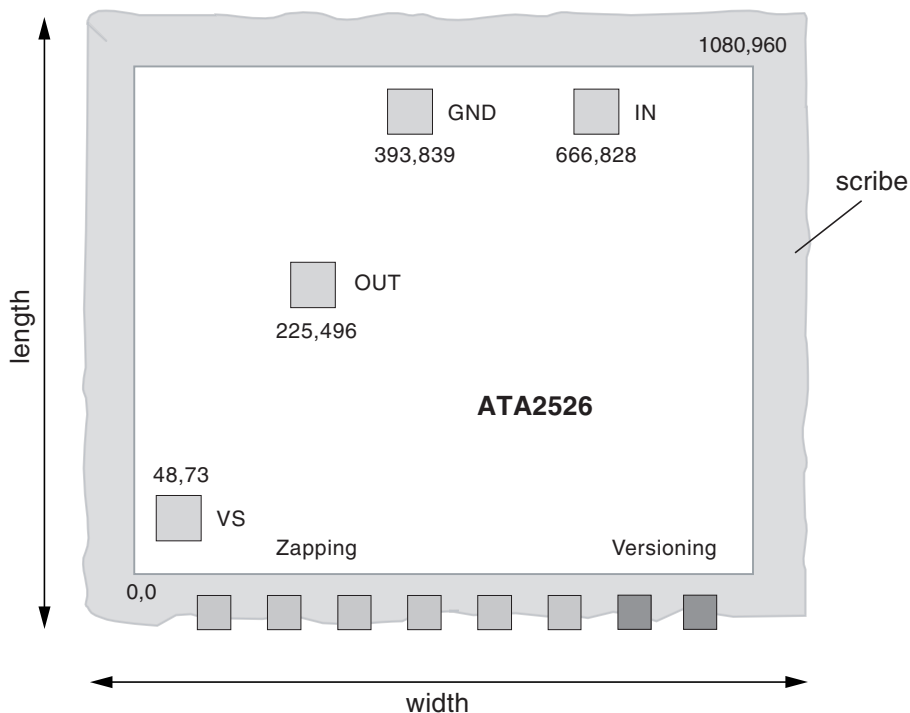 1080,960
GND
IN
393,839
666,828
scribe
OUT
225,496
length
ATA2526
48,73
VS
Zapping
Versioning
0,0
width